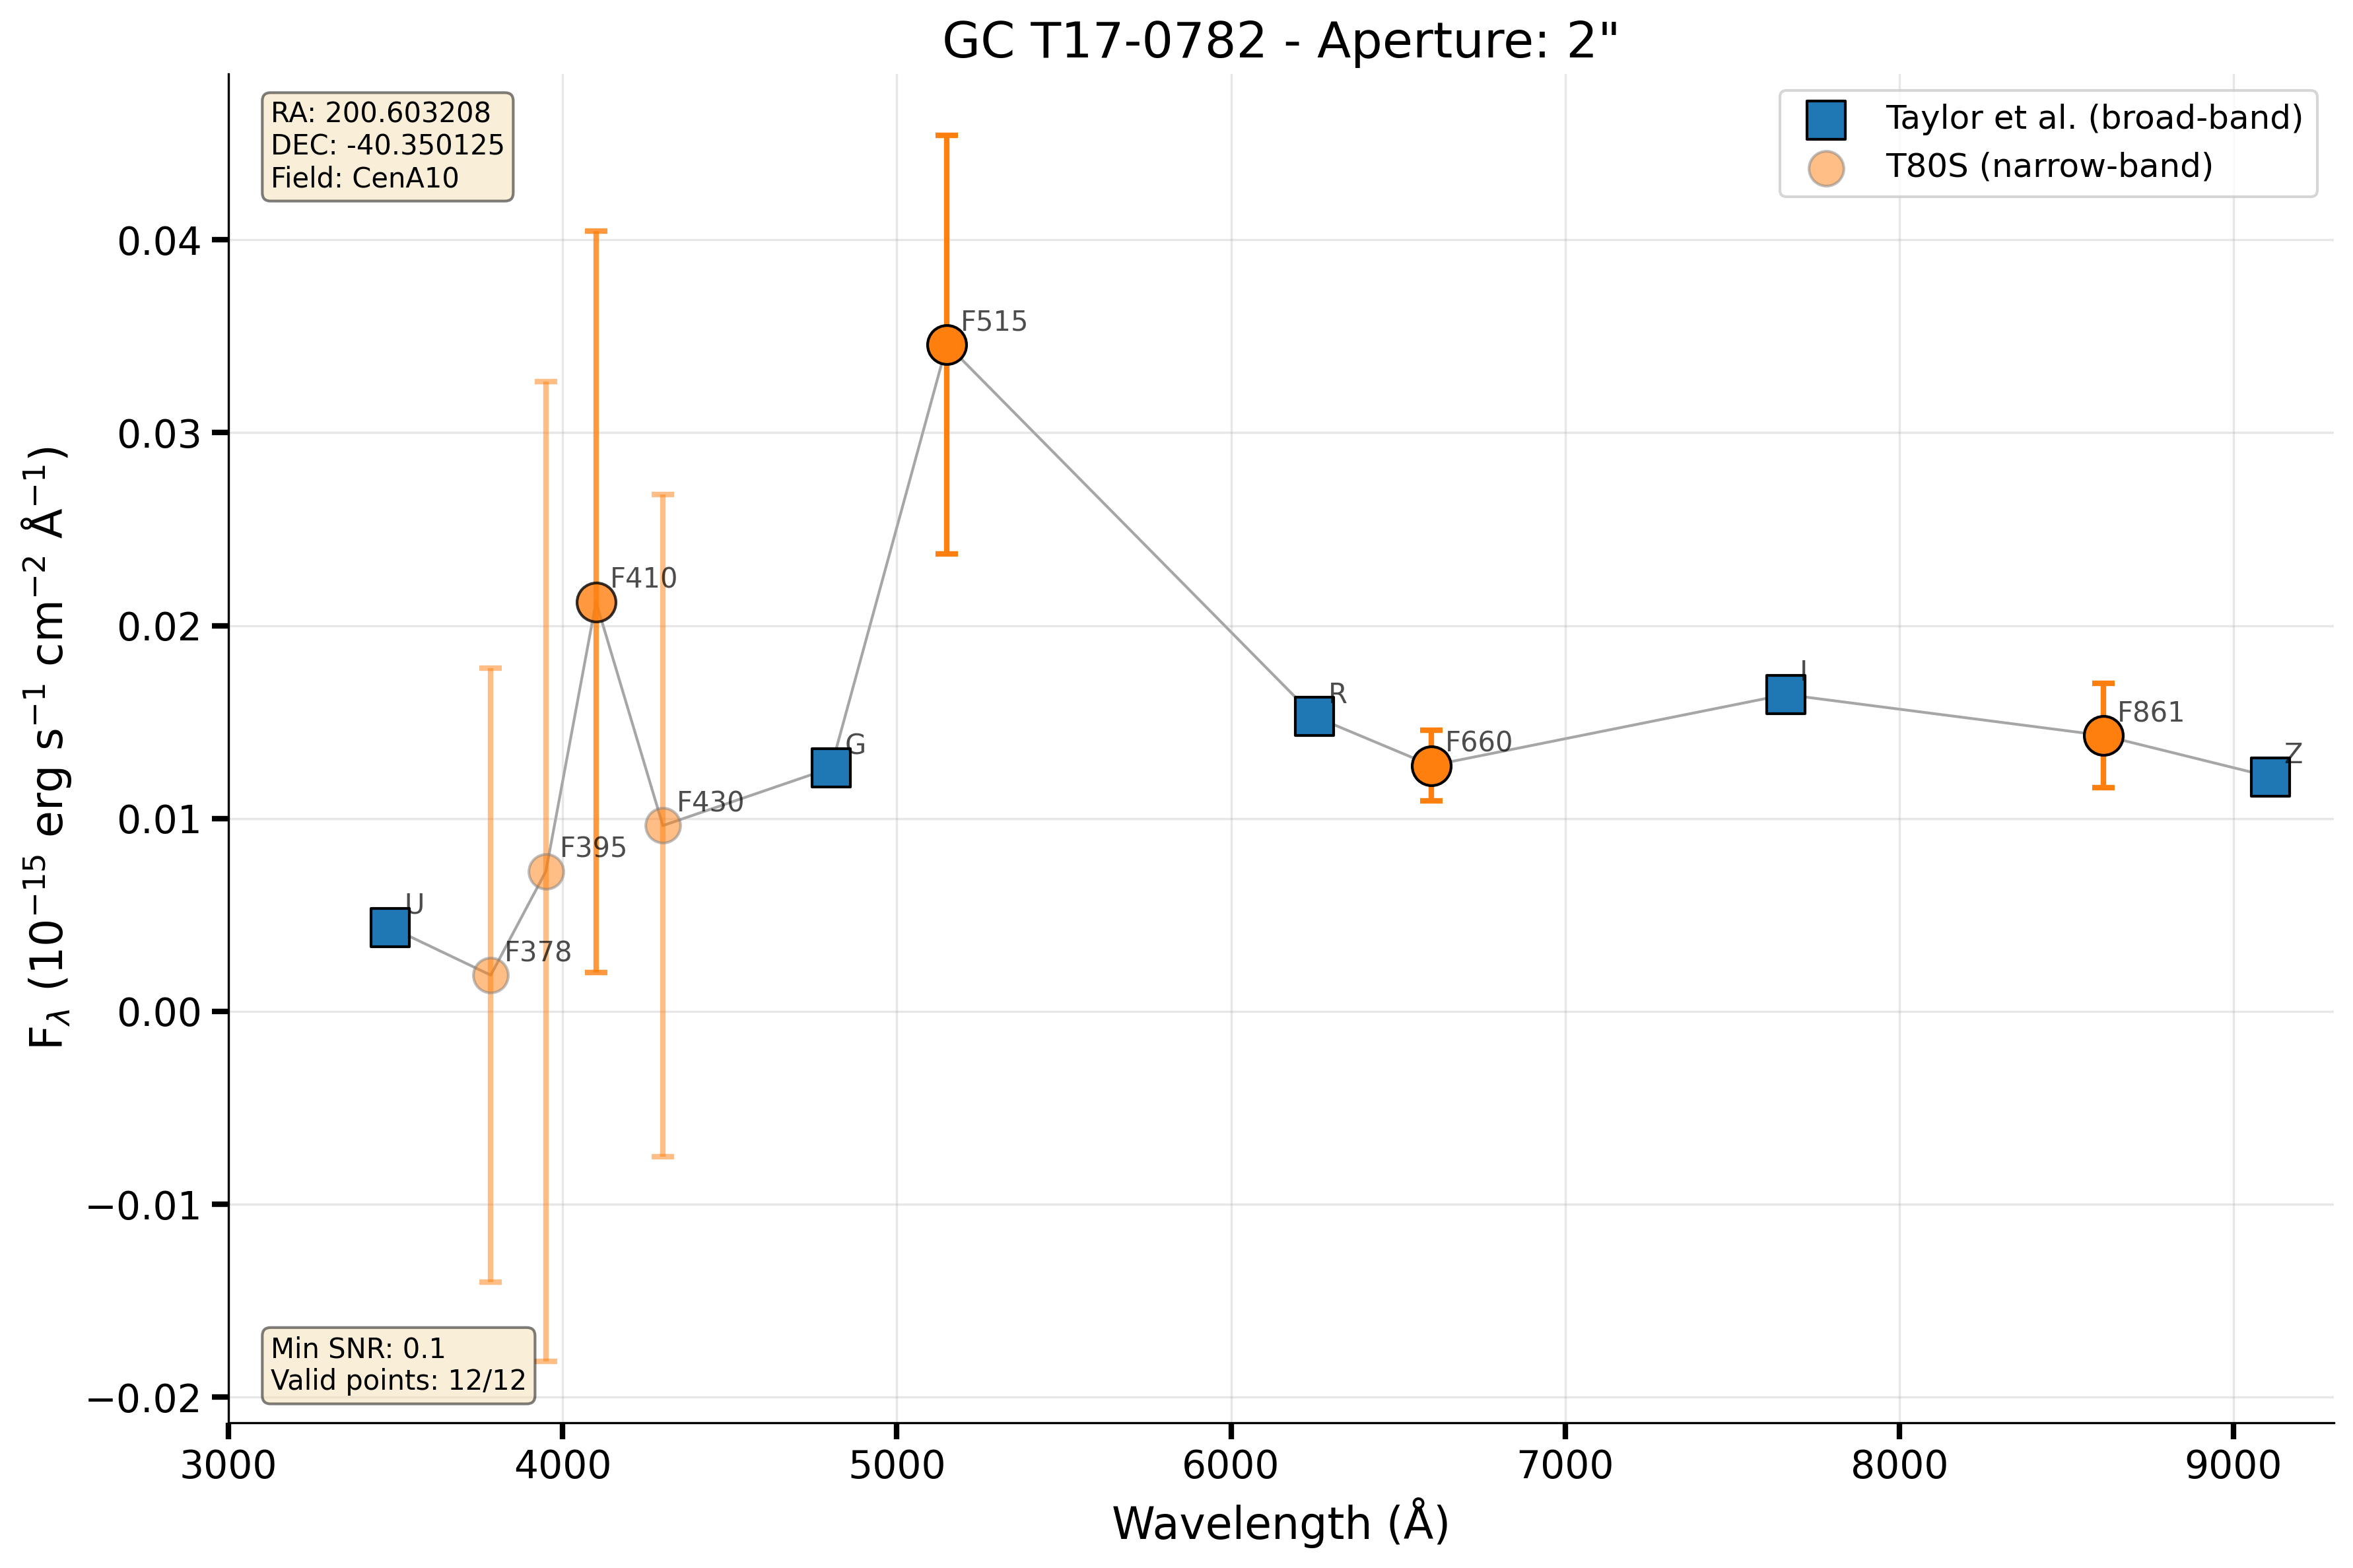 GC T17-0782 - Aperture: 2"
RA: 200.603208
DEC: -40.350125
Field: CenA10
Taylor et al. (broad-band)
T80S (narrow-band)
F$_λ$ (10$^{-15}$ erg s$^{-1}$ cm$^{-2}$ Å$^{-1}$)
0.04
0.03
0.02
0.01
0.00
−0.01
−0.02
F515
F410
R
I
F861
G
F660
Z
F430
F395
U
F378
Min SNR: 0.1
Valid points: 12/12
3000 4000 5000 6000 7000 8000 9000
Wavelength (Å)